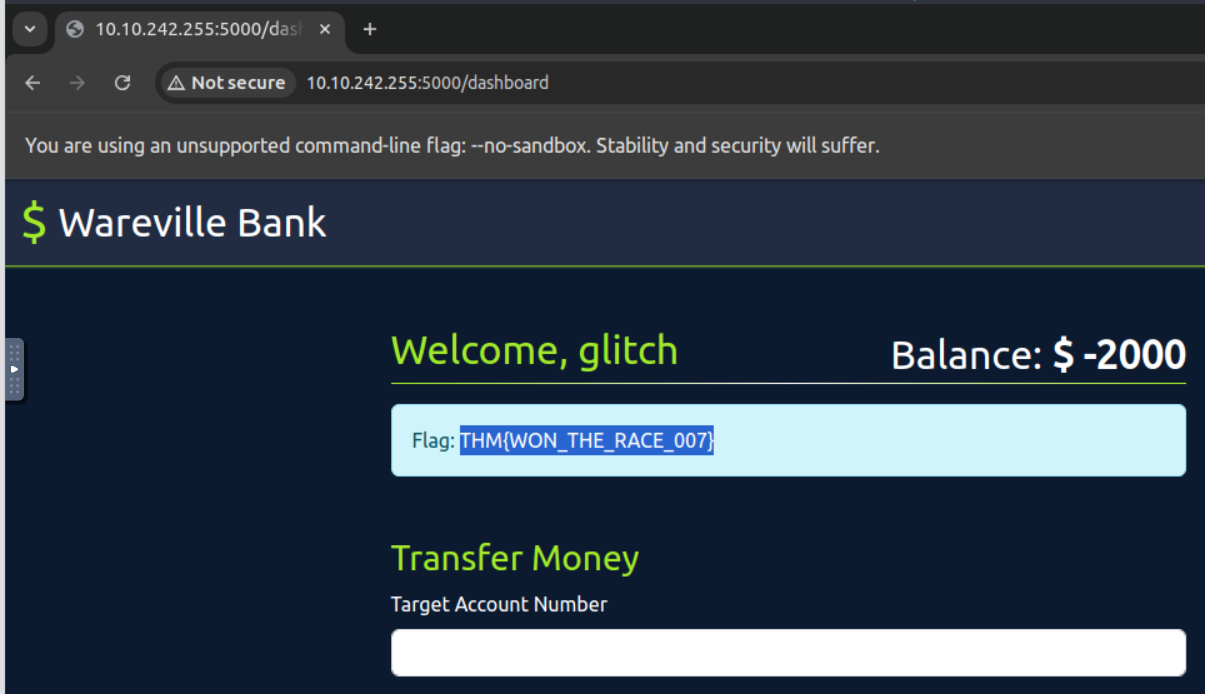 10.10.242.255:5000/das
Not secure 10.10.242.255:5000/dashboard
You are using an unsupported command-line flag: --no-sandbox. Stability and security will suffer.
$ Wareville Bank
Welcome, glitch
Balance: $ -2000
Flag: THM{WON_THE_RACE_007}
Transfer Money
Target Account Number